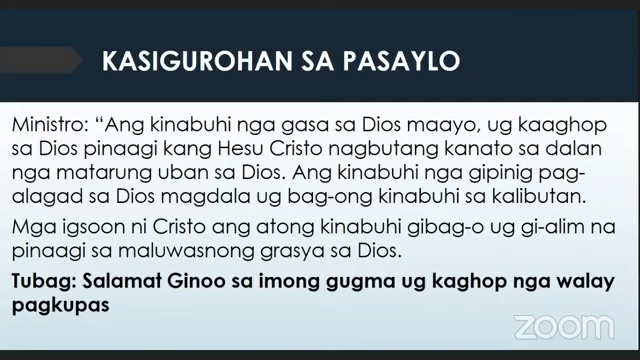 KASIGUROHAN SA PASAYLO
Ministro: “Ang kinabuhi nga gasa sa Dios maayo, ug kaaghop
sa Dios pinaagi kang Hesu Cristo nagbutang kanato sa dalan
nga matarung uban sa Dios. Ang kinabuhi nga gipinig pag-
alagad sa Dios magdala ug bag-ong kinabuhi sa kalibutan.
Mga igsoon ni Cristo ang atong kinabuhi gibag-o ug gi-alim na
pinaagi sa maluwasnong grasya sa Dios.
Tubag: Salamat Ginoo sa imong gugma ug kaghop nga walay
pagkupas
zoom